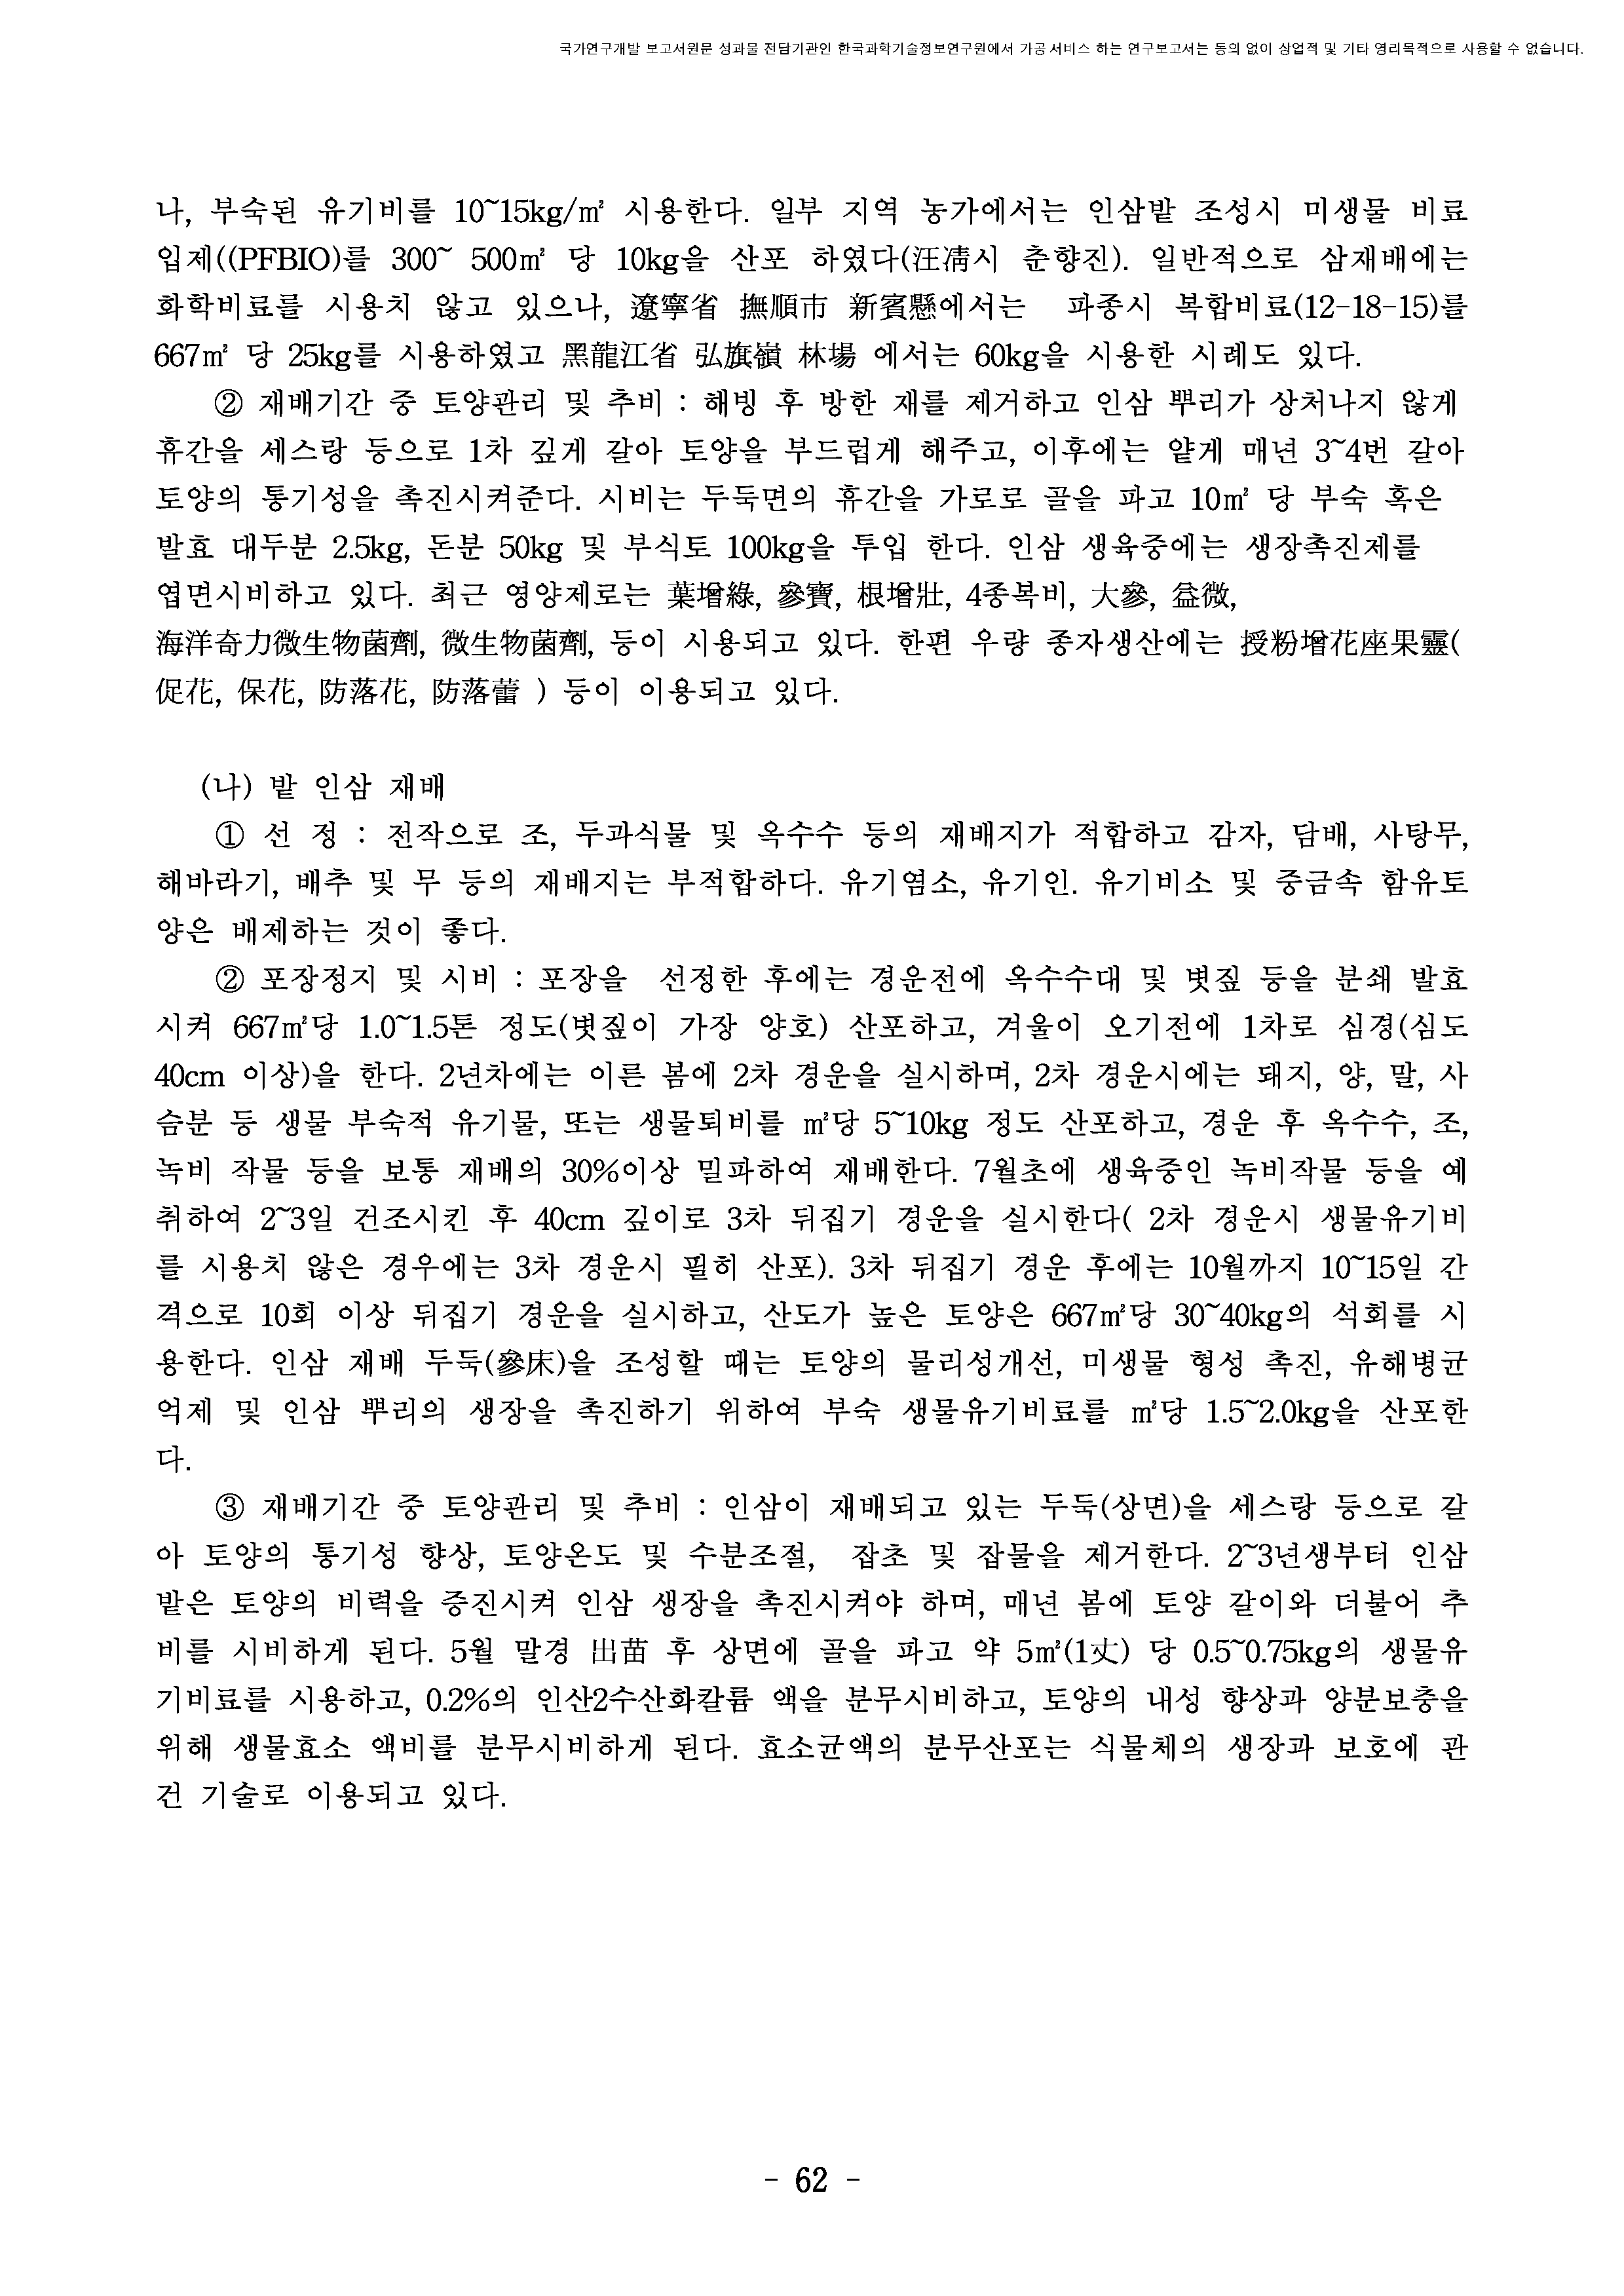 국가연구개발 보고서원문 성과물 전담기관인 한국과학기술정보연구원에서 가공·서비스 하는 연구보고서는 동의 없이 상업적 및 기타 영리목적으로 사용할 수 없습니다.
나, 부숙된 유기비를 10~15kg/㎡ 시용한다. 일부 지역 농가에서는 인삼밭 조성시 미생물 비료
입제((PFBIO)를 300~ 500㎡ 당 10kg을 산포 하였다(汪凊시 춘향진). 일반적으로 삼재배에는
화학비료를 시용치 않고 있으나, 遼寧省 撫順市 新賓懸에서는 파종시 복합비료(12-18-15)를
667㎡ 당 25kg를 시용하였고 黑龍江省 弘旗嶺 林場 에서는 60kg을 시용한 시례도 있다.
② 재배기간 중 토양관리 및 추비 : 해빙 후 방한 재를 제거하고 인삼 뿌리가 상처나지 않게
휴간을 세스랑 등으로 1차 깊게 갈아 토양을 부드럽게 해주고, 이후에는 얕게 매년 3~4번 갈아
토양의 통기성을 촉진시켜준다. 시비는 두둑면의 휴간을 가로로 골을 파고 10㎡ 당 부숙 혹은
발효 대두분 2.5kg, 돈분 50kg 및 부식토 100kg을 투입 한다. 인삼 생육중에는 생장촉진제를
엽면시비하고 있다. 최근 영양제로는 葉增綠, 參寶, 根增壯, 4종복비, 大參, 益微,
海洋奇力微生物菌劑, 微生物菌劑, 등이 시용되고 있다. 한편 우량 종자생산에는 授粉增花座果靈(
促花, 保花, 防落花, 防落蕾 ) 등이 이용되고 있다.
(나) 밭 인삼 재배
① 선 정 : 전작으로 조, 두과식물 및 옥수수 등의 재배지가 적합하고 감자, 담배, 사탕무,
해바라기, 배추 및 무 등의 재배지는 부적합하다. 유기염소, 유기인. 유기비소 및 중금속 함유토
양은 배제하는 것이 좋다.
② 포장정지 및 시비 : 포장을 선정한 후에는 경운전에 옥수수대 및 볏짚 등을 분쇄 발효
시켜 667㎡당 1.0~1.5톤 정도(볏짚이 가장 양호) 산포하고, 겨울이 오기전에 1차로 심경(심도
40cm 이상)을 한다. 2년차에는 이른 봄에 2차 경운을 실시하며, 2차 경운시에는 돼지, 양, 말, 사
슴분 등 생물 부숙적 유기물, 또는 생물퇴비를 ㎡당 5~10kg 정도 산포하고, 경운 후 옥수수, 조,
녹비 작물 등을 보통 재배의 30%이상 밀파하여 재배한다. 7월초에 생육중인 녹비작물 등을 예
취하여 2~3일 건조시킨 후 40cm 깊이로 3차 뒤집기 경운을 실시한다( 2차 경운시 생물유기비
를 시용치 않은 경우에는 3차 경운시 필히 산포). 3차 뒤집기 경운 후에는 10월까지 10~15일 간
격으로 10회 이상 뒤집기 경운을 실시하고, 산도가 높은 토양은 667㎡당 30~40kg의 석회를 시
용한다. 인삼 재배 두둑(參床)을 조성할 때는 토양의 물리성개선, 미생물 형성 촉진, 유해병균
억제 및 인삼 뿌리의 생장을 촉진하기 위하여 부숙 생물유기비료를 ㎡당 1.5~2.0kg을 산포한
다.
③ 재배기간 중 토양관리 및 추비 : 인삼이 재배되고 있는 두둑(상면)을 세스랑 등으로 갈
아 토양의 통기성 향상, 토양온도 및 수분조절, 잡초 및 잡물을 제거한다. 2~3년생부터 인삼
밭은 토양의 비력을 증진시켜 인삼 생장을 촉진시켜야 하며, 매년 봄에 토양 갈이와 더불어 추
비를 시비하게 된다. 5월 말경 出苗 후 상면에 골을 파고 약 5㎡(1丈) 당 0.5~0.75kg의 생물유
기비료를 시용하고, 0.2%의 인산2수산화칼륨 액을 분무시비하고, 토양의 내성 향상과 양분보충을
위해 생물효소 액비를 분무시비하게 된다. 효소균액의 분무산포는 식물체의 생장과 보호에 관
건 기술로 이용되고 있다.
- 62 -